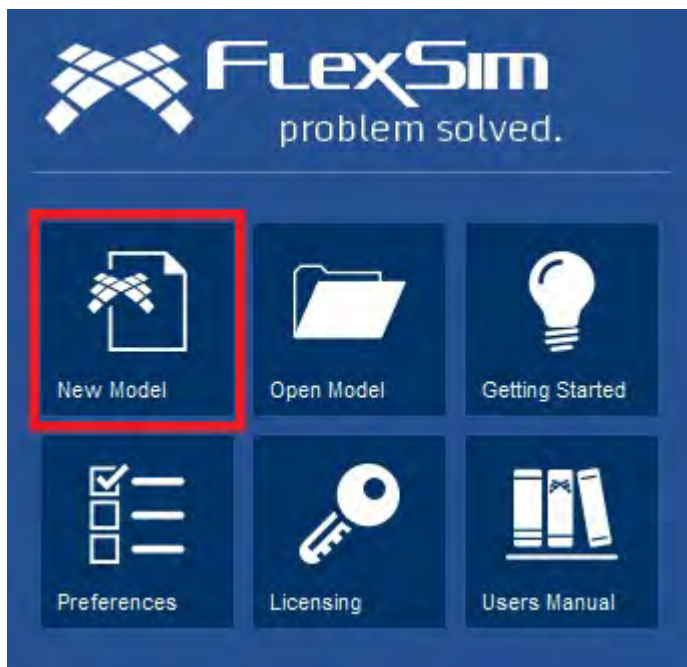 FlexSim
problem solved.
New Model
Open Model
Getting Started
Preferences
Licensing
Users Manual